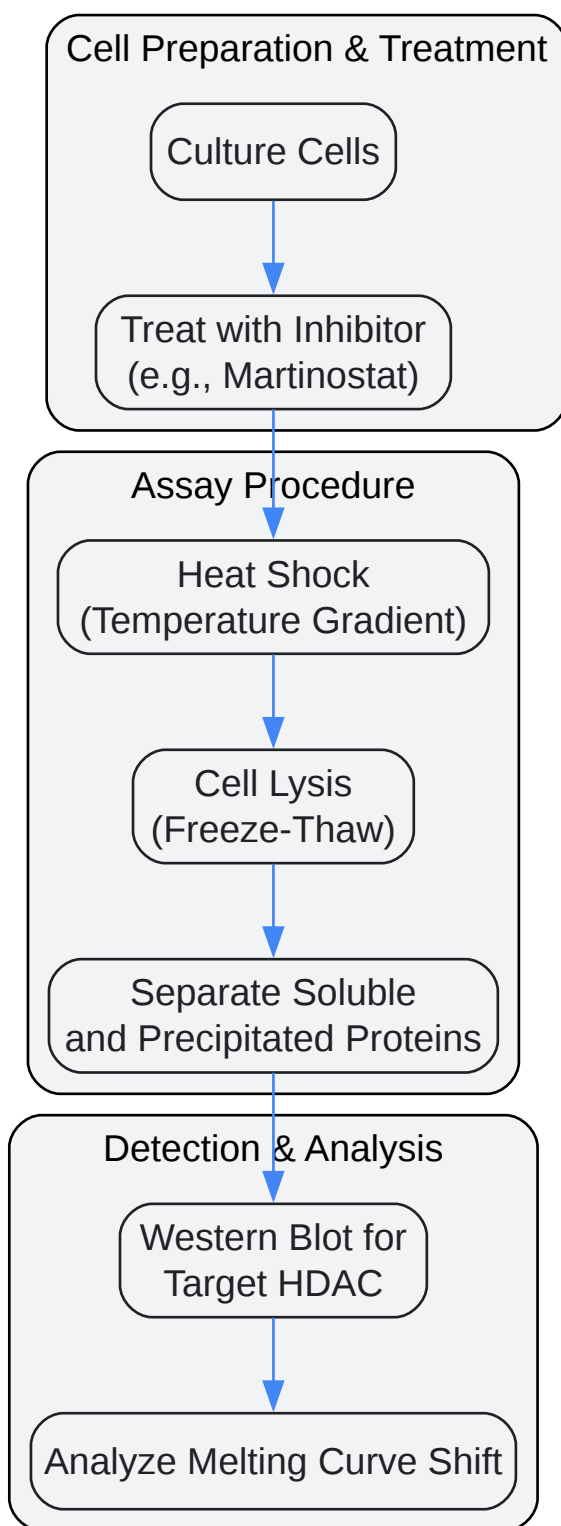 Cell Preparation & Treatment
Culture Cells
Treat with Inhibitor
(e.g., Martinostat)
Assay Procedure
Heat Shock
(Temperature Gradient)
Cell Lysis
(Freeze-Thaw)
Separate Soluble
and Precipitated Proteins
Detection & Analysis
Western Blot for
Target HDAC
Analyze Melting Curve Shift